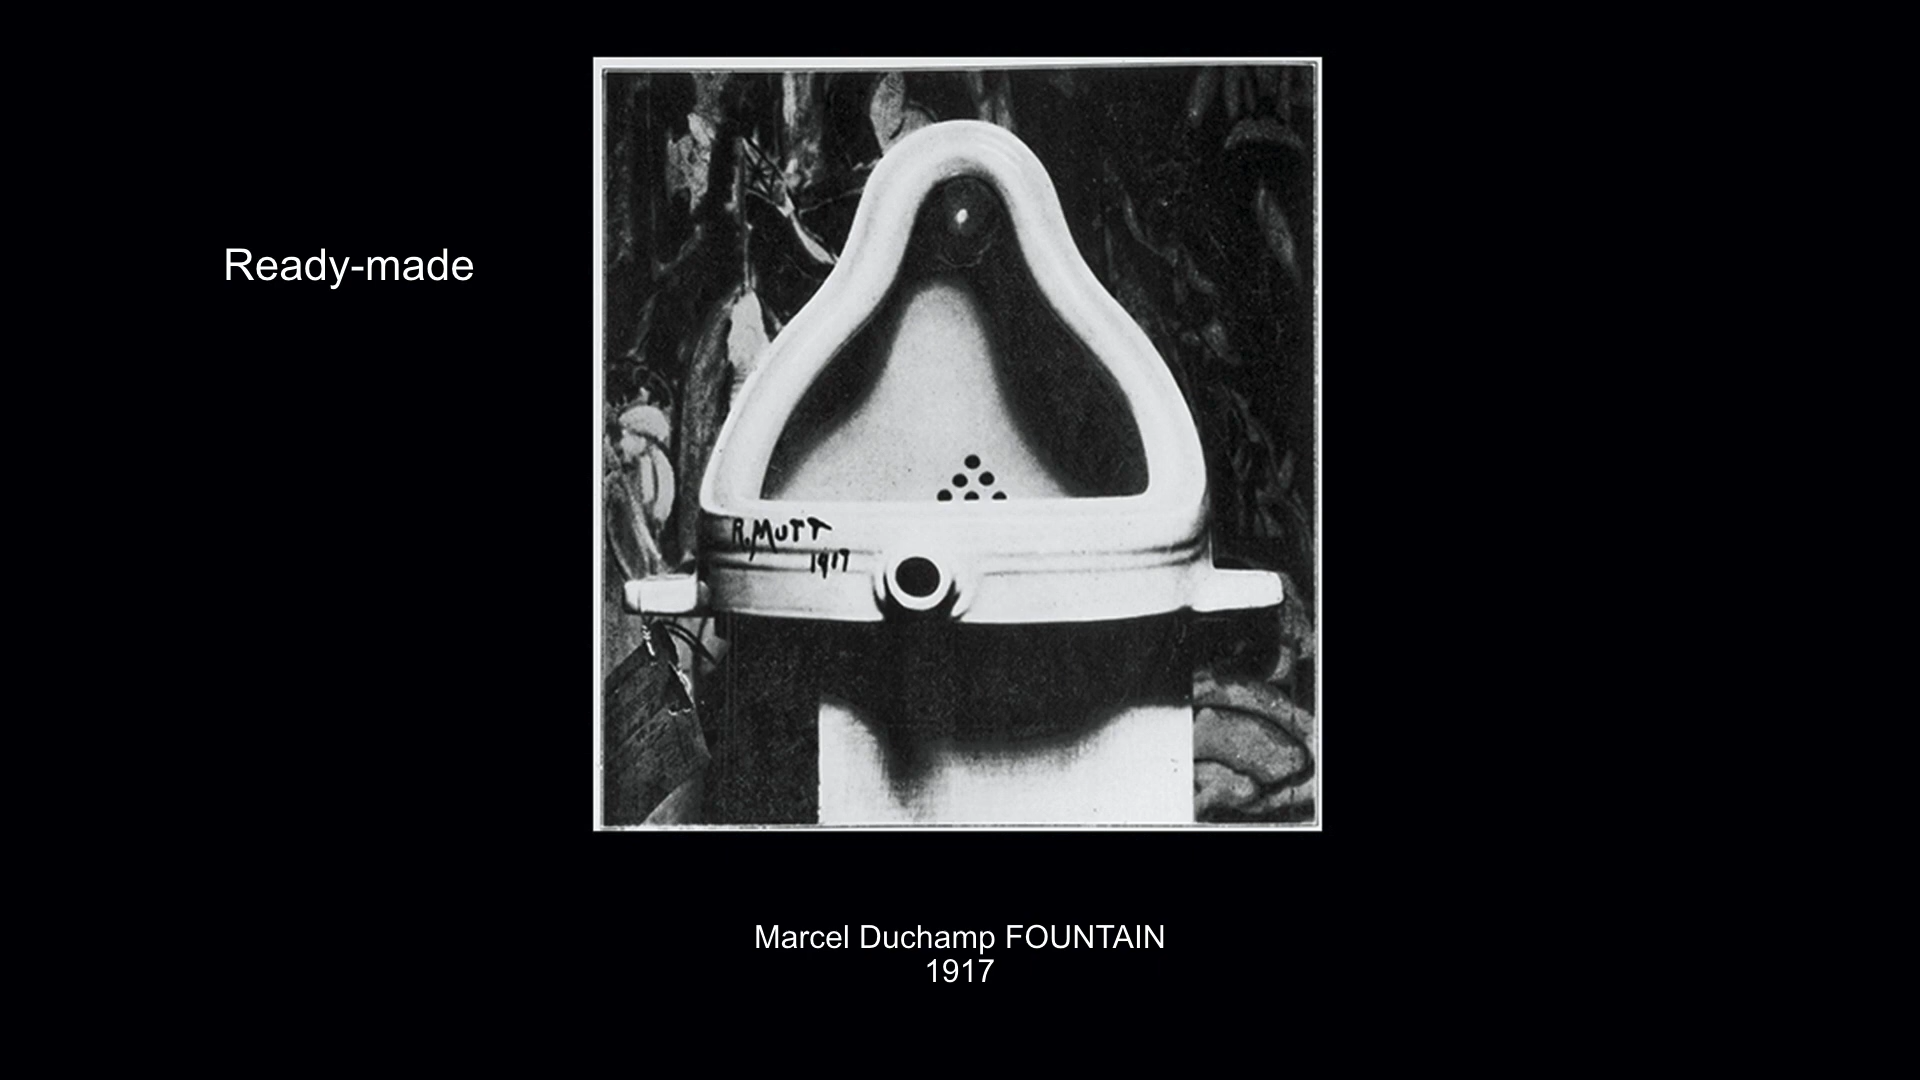 Ready-made
R. MUTT
1917
Marcel Duchamp FOUNTAIN
1917